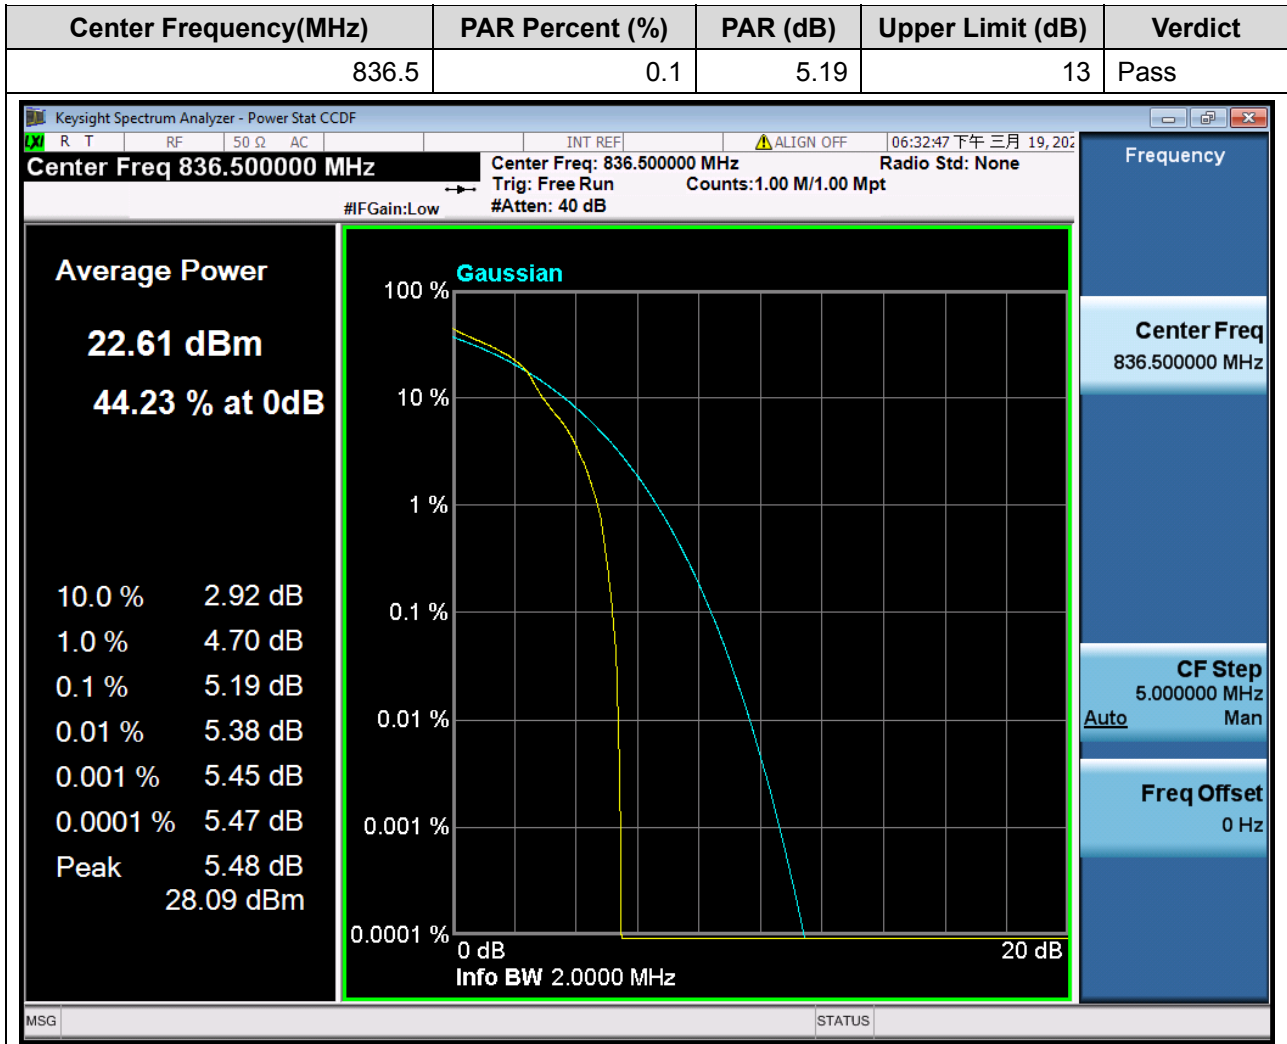 Center Frequency(MHz) PAR Percent (%) PAR (dB) Upper Limit (dB) Verdict
836.5 0.1 5.19 13 Pass
Keysight Spectrum Analyzer - Power Stat CCDF
LXI R T RF 50 Ω AC INT REF ALIGN OFF 06:32:47 下午 三月 19, 202
Center Freq 836.500000 MHz
Center Freq: 836.500000 MHz Radio Std: None
Trig: Free Run Counts:1.00 M/1.00 Mpt
#IFGain:Low #Atten: 40 dB
Average Power
22.61 dBm
44.23 % at 0dB
10.0 % 2.92 dB
1.0 % 4.70 dB
0.1 % 5.19 dB
0.01 % 5.38 dB
0.001 % 5.45 dB
0.0001 % 5.47 dB
Peak 5.48 dB
28.09 dBm
Gaussian
100 %
10 %
1 %
0.1 %
0.01 %
0.001 %
0.0001 %
0 dB 20 dB
Info BW 2.0000 MHz
Frequency
Center Freq
836.500000 MHz
CF Step
5.000000 MHz
Auto Man
Freq Offset
0 Hz
MSG STATUS